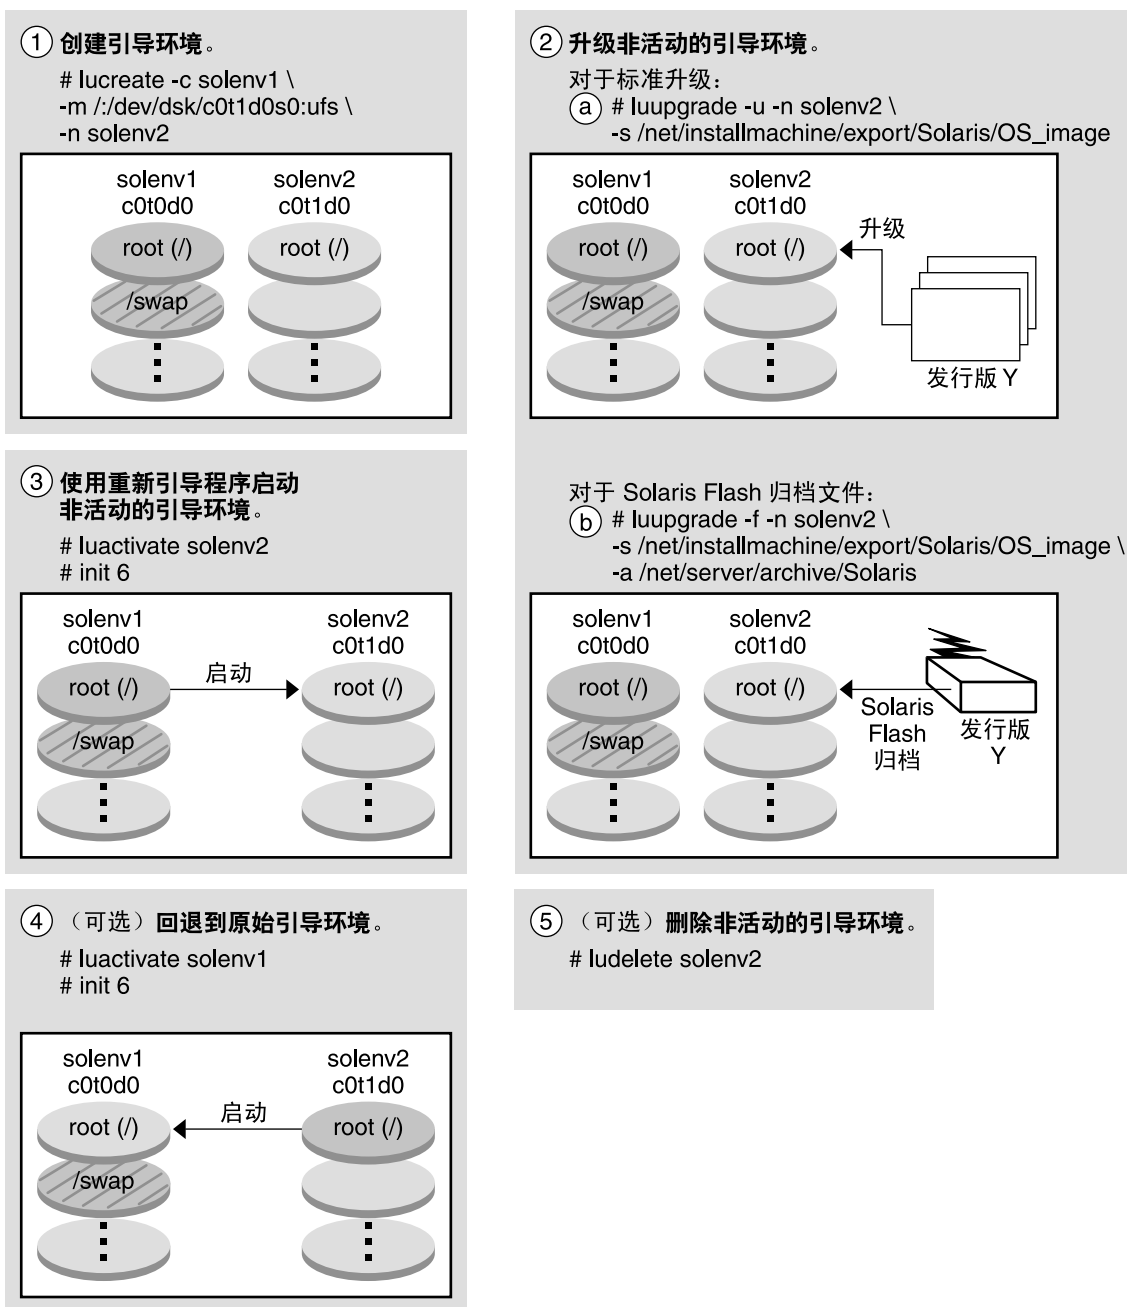 ① 创建引导环境。
# lucreate -c solenv1 \
-m /:/dev/dsk/c0t1d0s0:ufs \
-n solenv2
solenv1
c0t0d0
root (/)
/swap
solenv2
c0t1d0
root (/)
② 升级非活动的引导环境。
对于标准升级：
ⓐ # luupgrade -u -n solenv2 \
-s /net/installmachine/export/Solaris/OS_image
solenv1
c0t0d0
root (/)
/swap
solenv2
c0t1d0
root (/)
升级
发行版 Y
对于 Solaris Flash 归档文件：
ⓑ # luupgrade -f -n solenv2 \
-s /net/installmachine/export/Solaris/OS_image \
-a /net/server/archive/Solaris
solenv1
c0t0d0
root (/)
/swap
solenv2
c0t1d0
root (/)
Solaris
Flash
归档
发行版
Y
③ 使用重新引导程序启动
非活动的引导环境。
# luactivate solenv2
# init 6
solenv1
c0t0d0
root (/)
/swap
启动
solenv2
c0t1d0
root (/)
④ （可选）回退到原始引导环境。
# luactivate solenv1
# init 6
solenv1
c0t0d0
root (/)
/swap
启动
solenv2
c0t1d0
root (/)
⑤ （可选）删除非活动的引导环境。
# ludelete solenv2